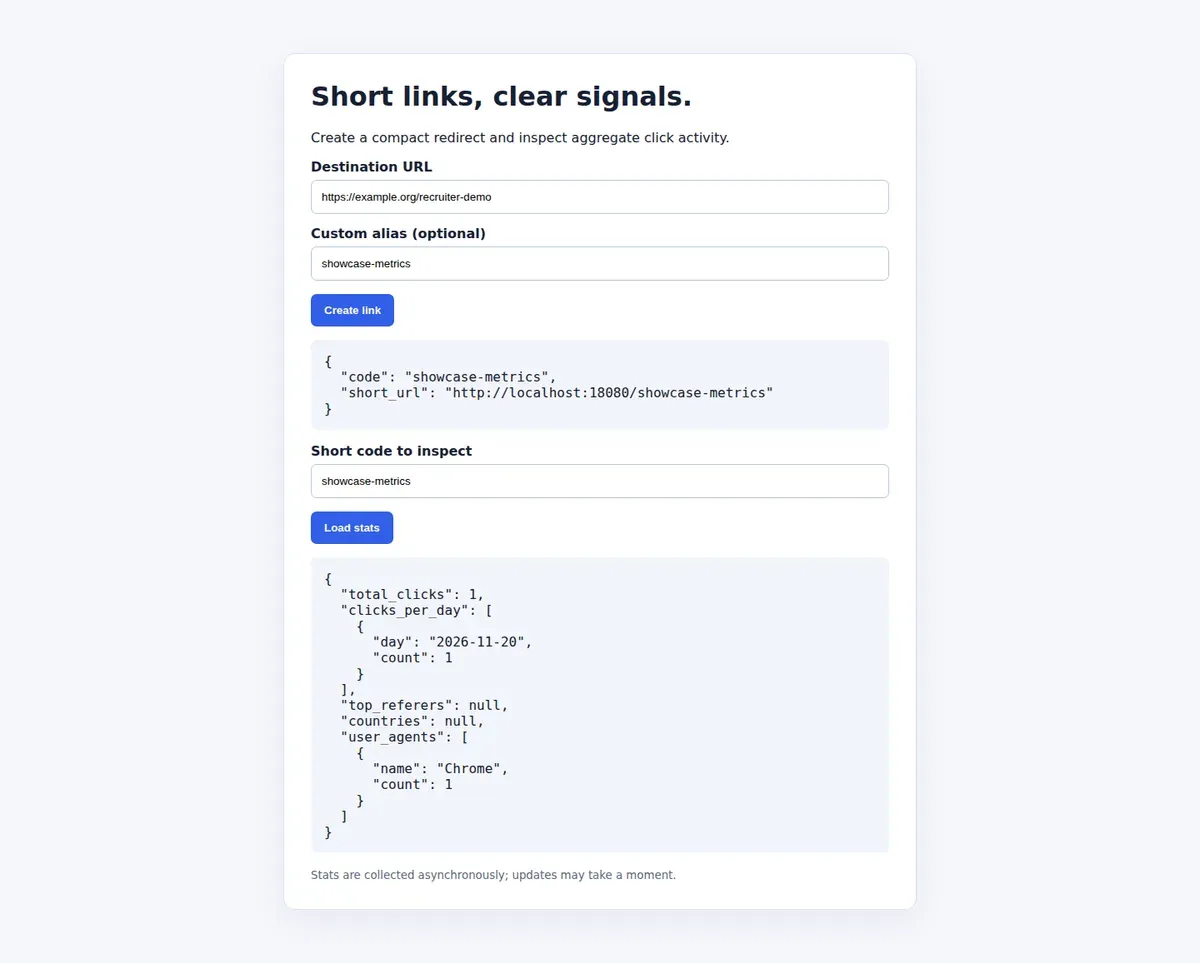 Short links, clear signals.
Create a compact redirect and inspect aggregate click activity.
Destination URL
https://example.org/recruiter-demo
Custom alias (optional)
showcase-metrics
Create link
{
  "code": "showcase-metrics",
  "short_url": "http://localhost:18080/showcase-metrics"
}
Short code to inspect
showcase-metrics
Load stats
{
  "total_clicks": 1,
  "clicks_per_day": [
    {
      "day": "2026-11-20",
      "count": 1
    }
  ],
  "top_referers": null,
  "countries": null,
  "user_agents": [
    {
      "name": "Chrome",
      "count": 1
    }
  ]
}
Stats are collected asynchronously; updates may take a moment.